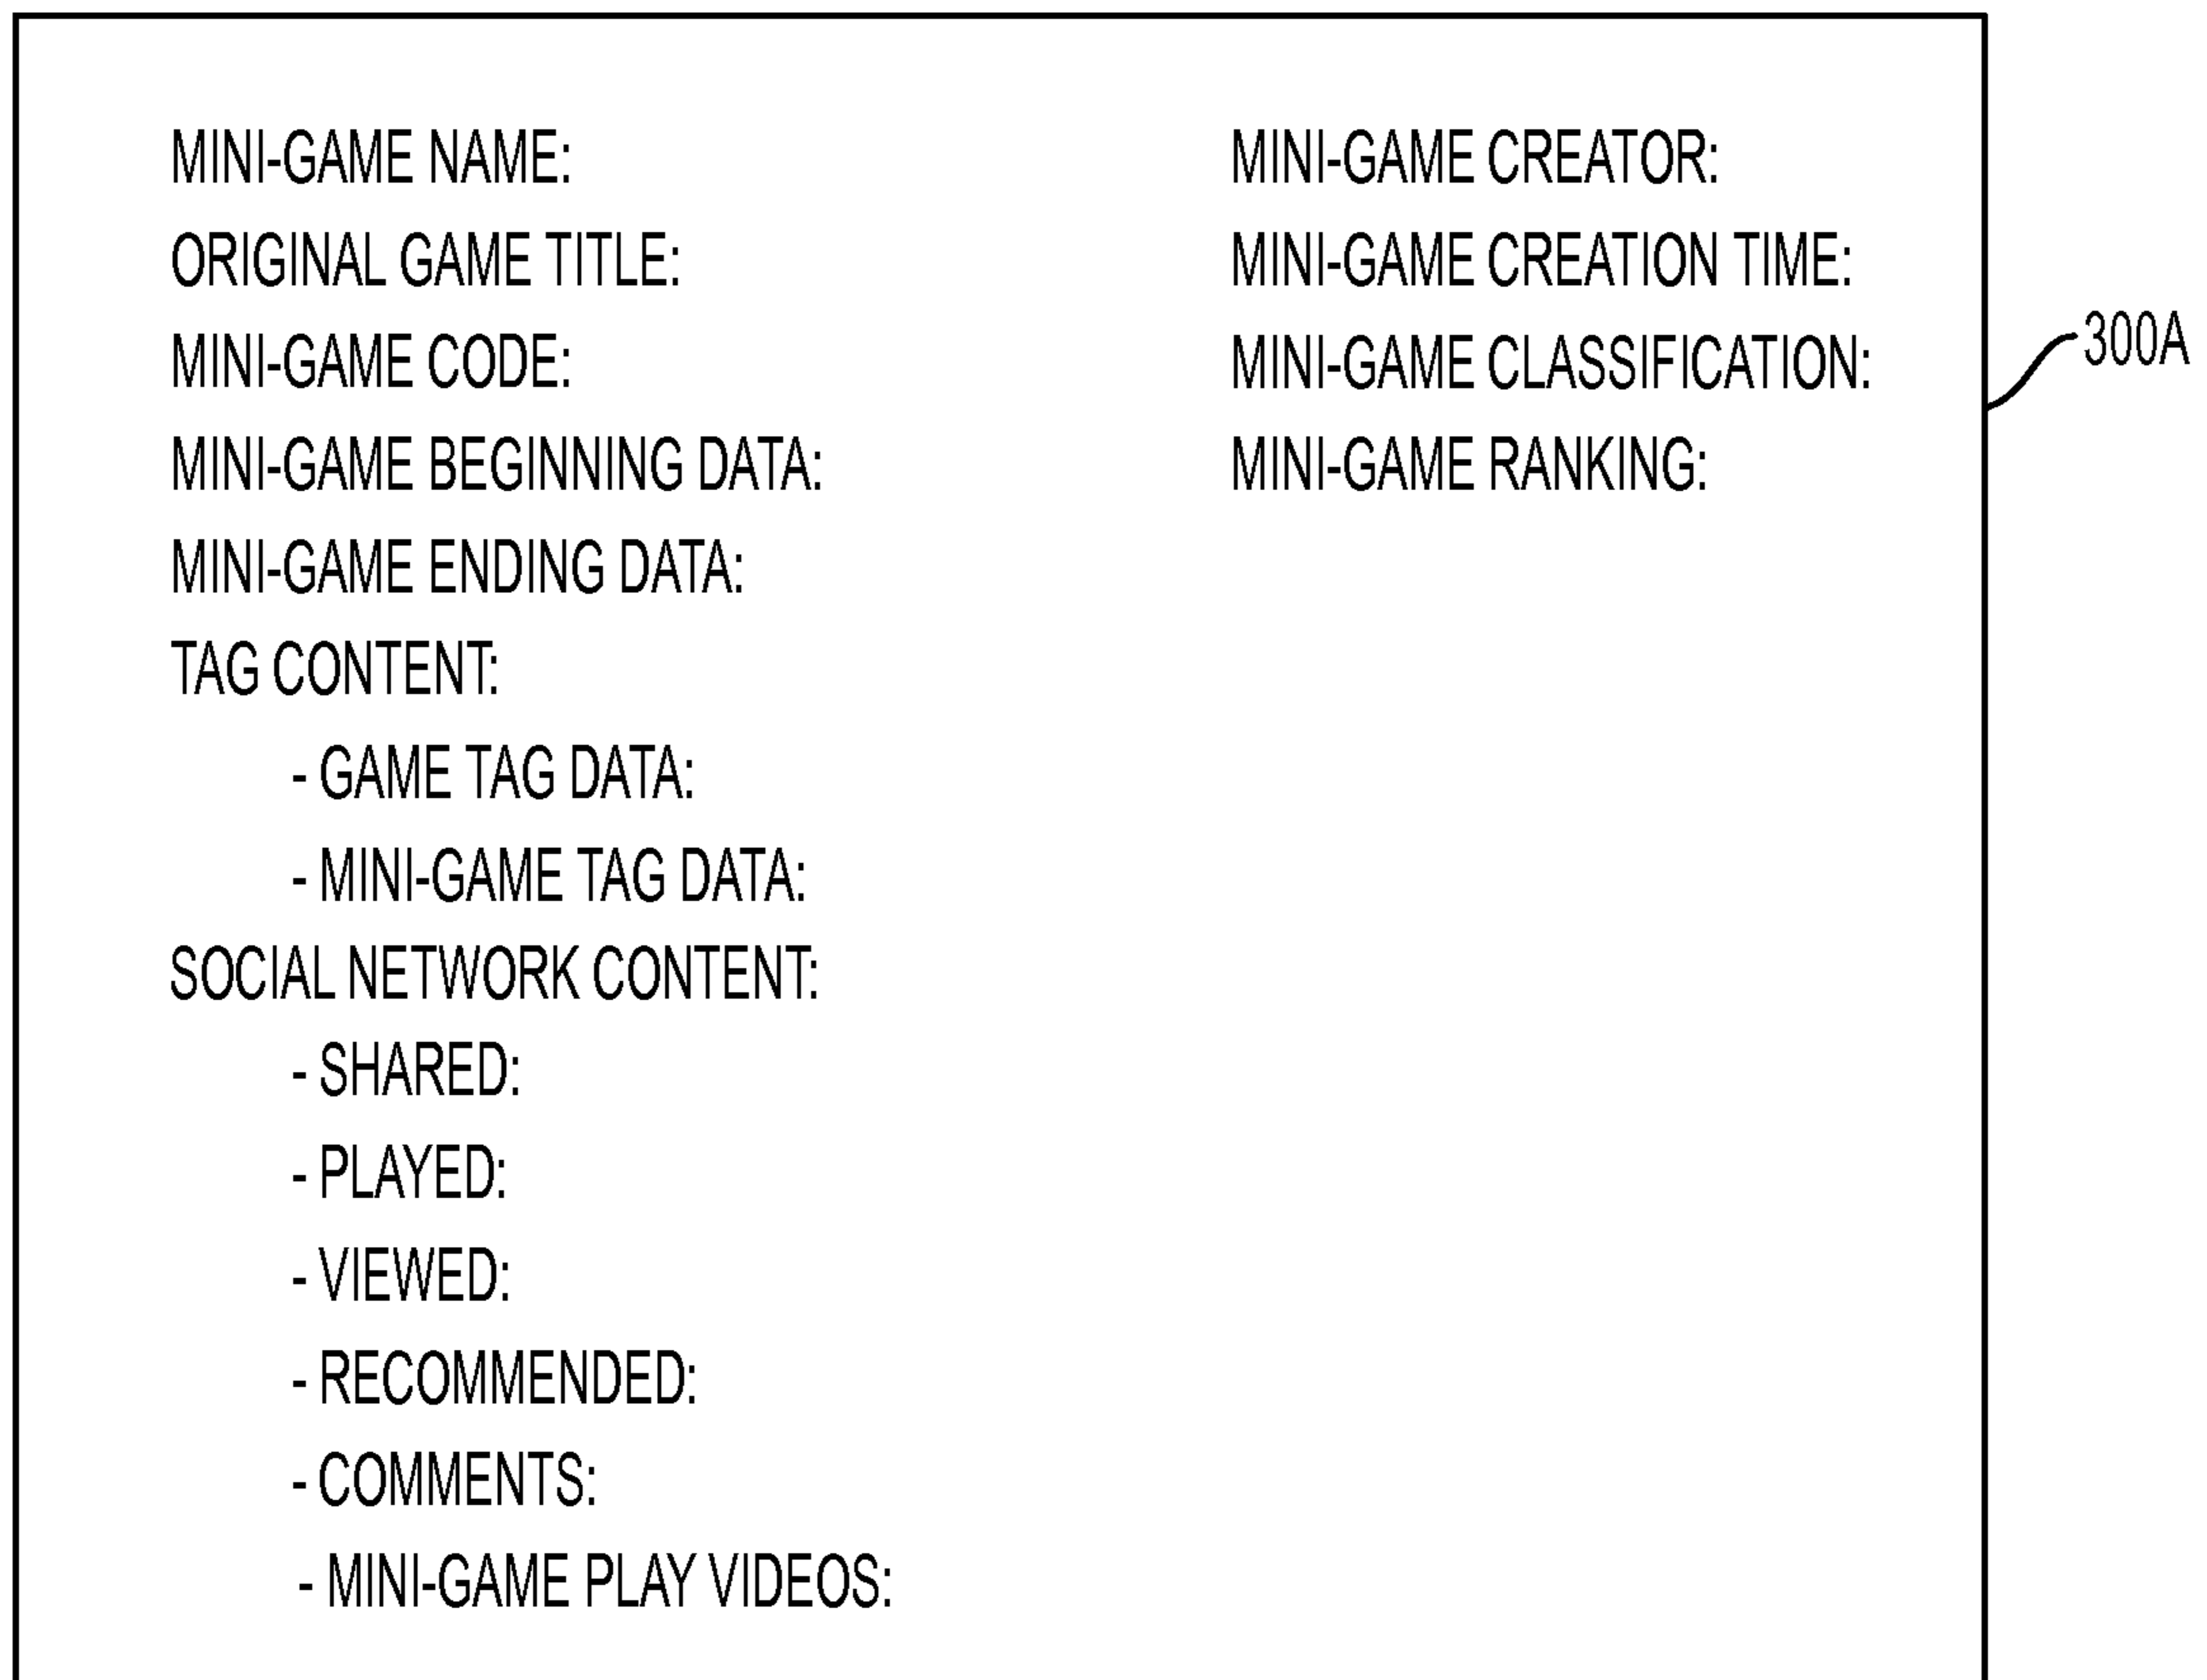 MINI-GAME NAME:
ORIGINAL GAME TITLE:
MINI-GAME CODE:
MINI-GAME BEGINNING DATA:
MINI-GAME ENDING DATA:
TAG CONTENT:
- GAME TAG DATA:
- MINI-GAME TAG DATA:
SOCIAL NETWORK CONTENT:
- SHARED:
- PLAYED:
- VIEWED:
- RECOMMENDED:
- COMMENTS:
- MINI-GAME PLAY VIDEOS:
MINI-GAME CREATOR:
MINI-GAME CREATION TIME:
MINI-GAME CLASSIFICATION:
MINI-GAME RANKING:
300A